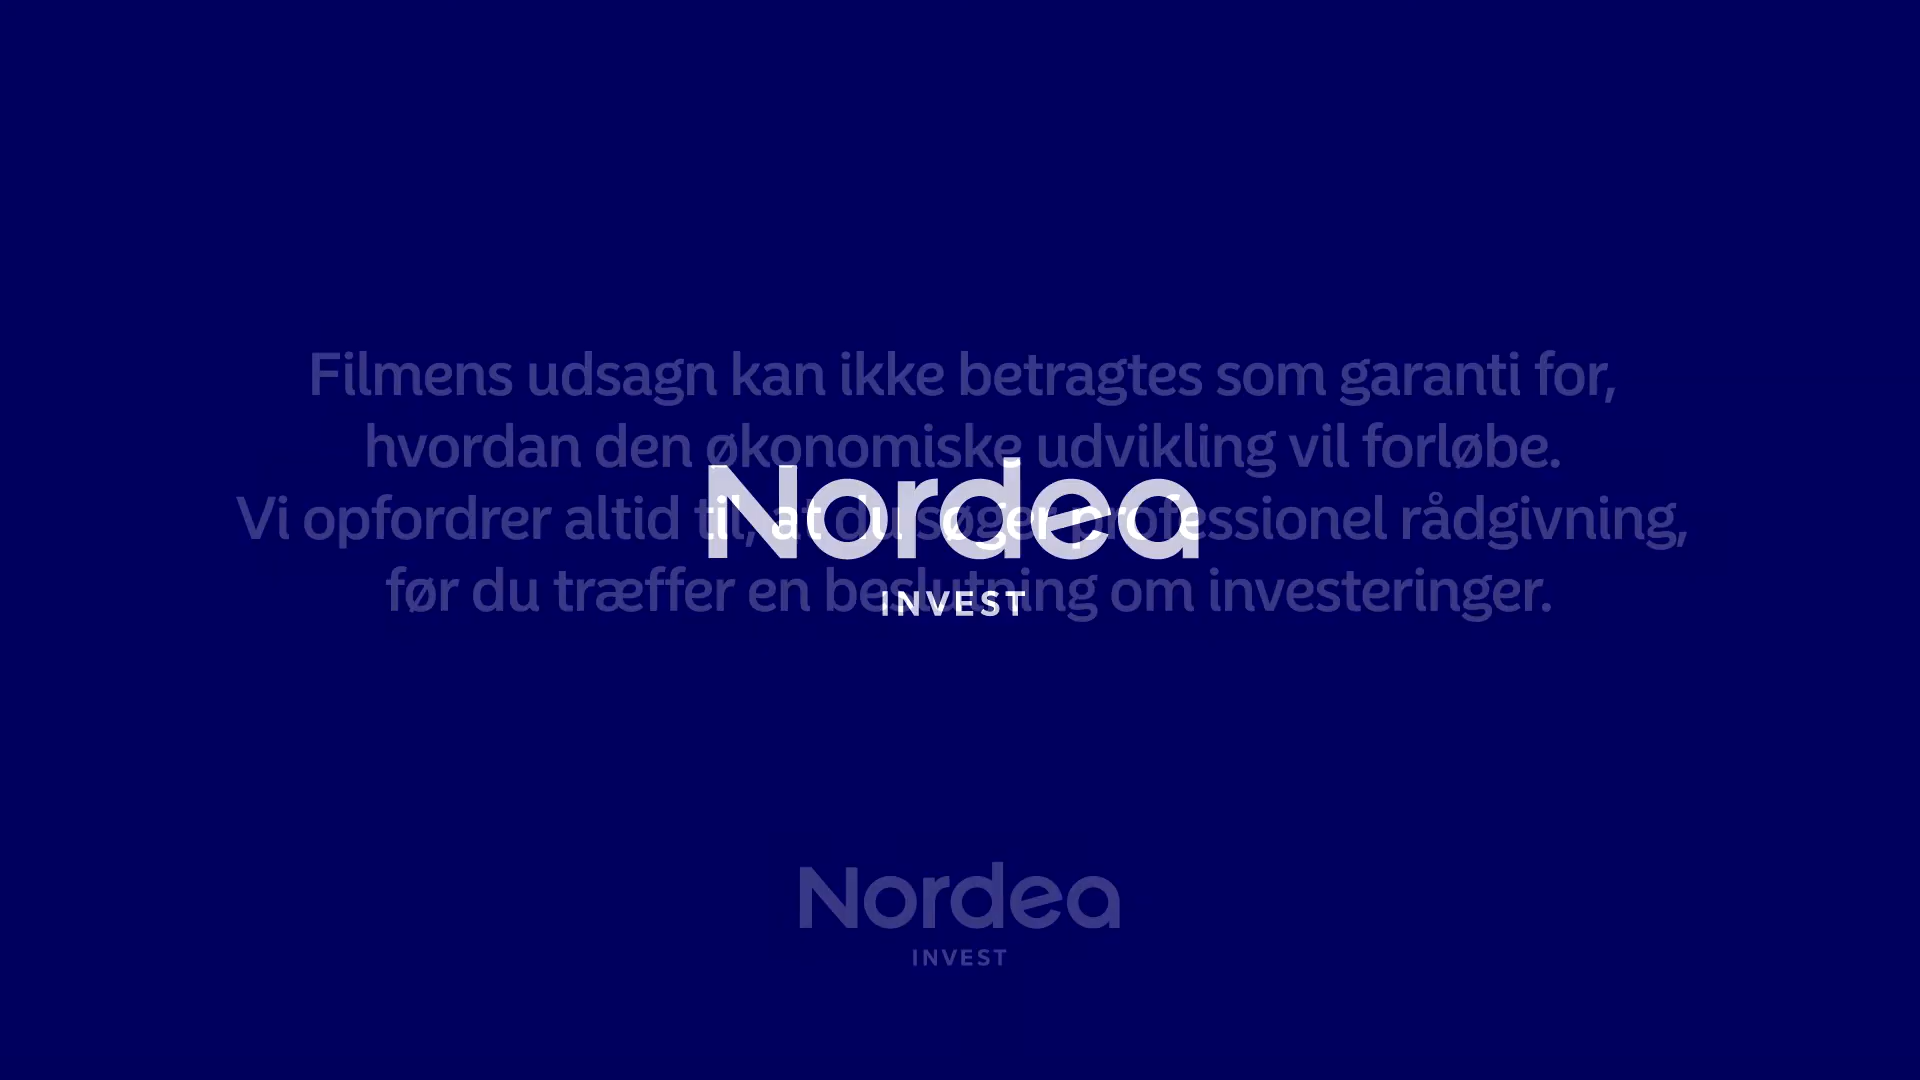 Filmens udsagn kan ikke betragtes som garanti for,
hvordan den økonomiske udvikling vil forløbe.
Vi opfordrer altid til, at du søger professionel rådgivning,
før du træffer en beslutning om investeringer.
Nordea
INVEST
Nordea
INVEST